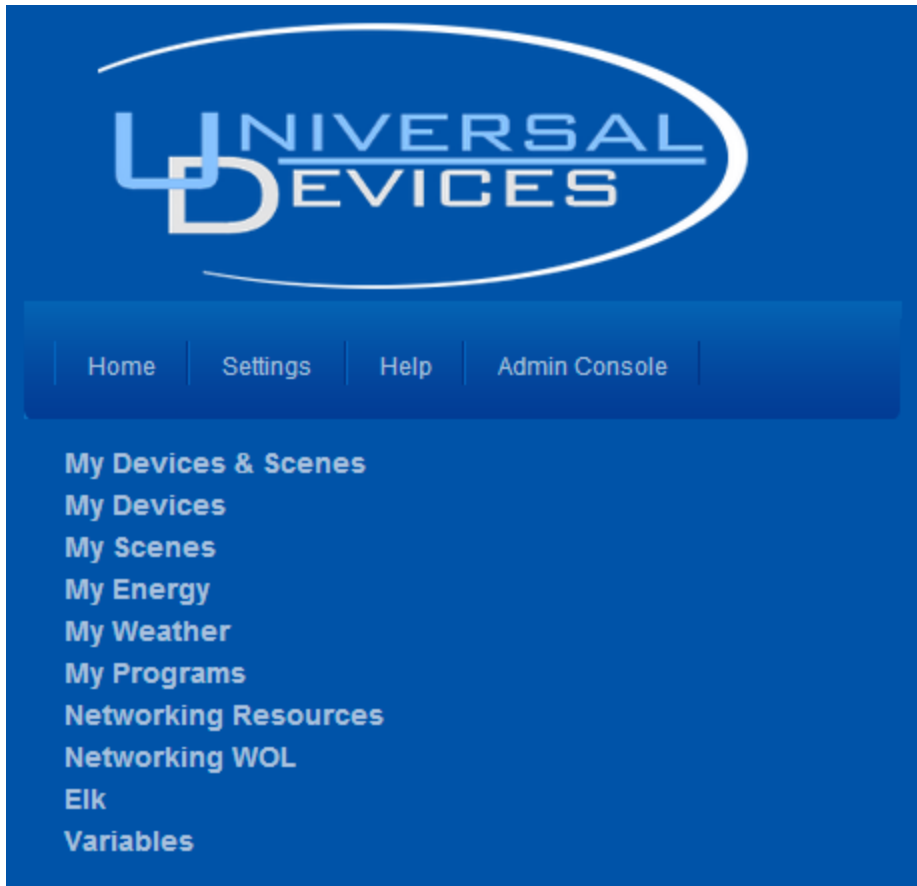 UNIVERSAL
DEVICES
Home Settings Help Admin Console
My Devices & Scenes
My Devices
My Scenes
My Energy
My Weather
My Programs
Networking Resources
Networking WOL
Elk
Variables